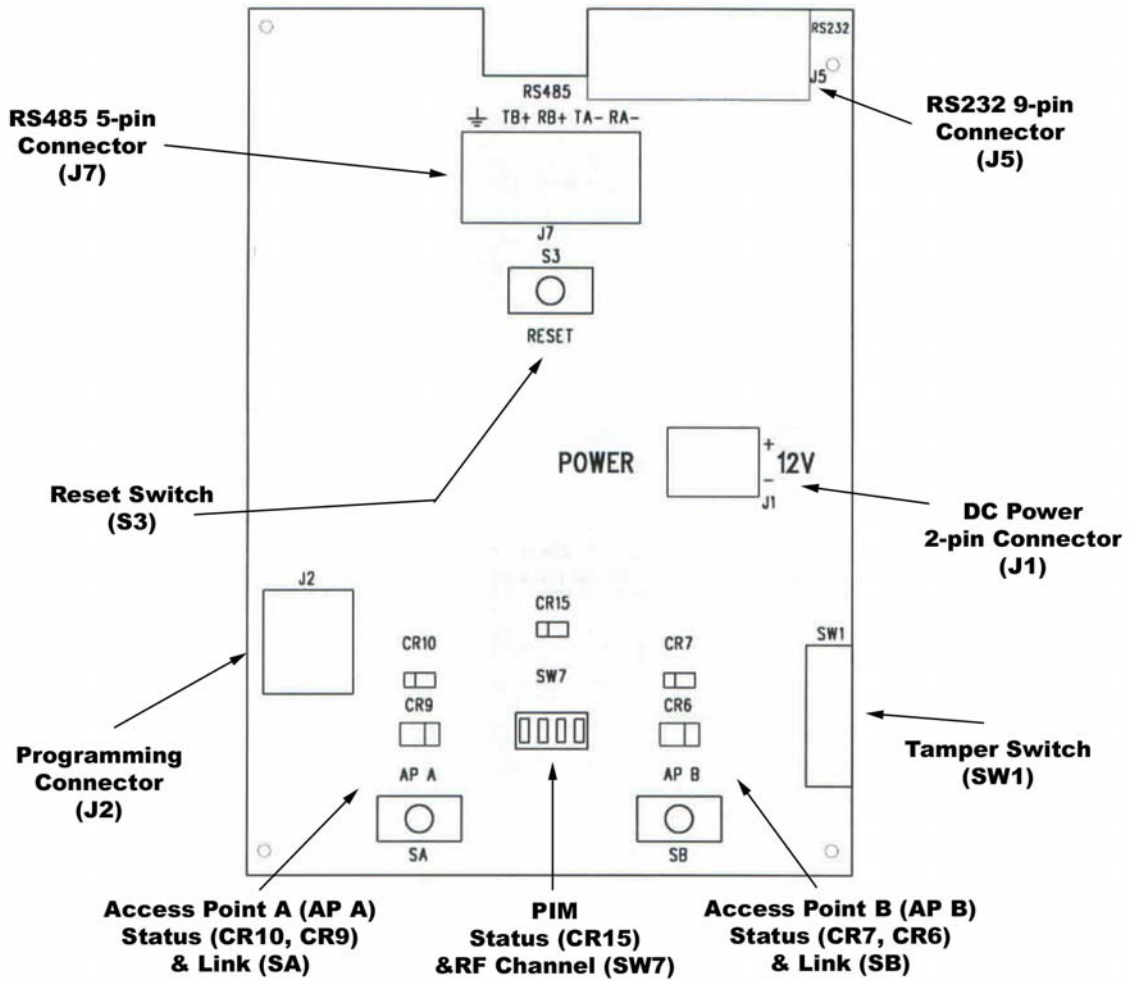 RS232
J5
RS485
TB+ RB+ TA- RA-
RS485 5-pin
Connector
(J7)
RS232 9-pin
Connector
(J5)
J7
S3
RESET
POWER
+
12V
-
J1
Reset Switch
(S3)
DC Power
2-pin Connector
(J1)
J2
CR15
CR10
CR7
SW1
SW7
CR9
CR6
Programming
Connector
(J2)
Tamper Switch
(SW1)
AP A
AP B
SA
SB
Access Point A (AP A)
Status (CR10, CR9)
& Link (SA)
PIM
Status (CR15)
&RF Channel (SW7)
Access Point B (AP B)
Status (CR7, CR6)
& Link (SB)